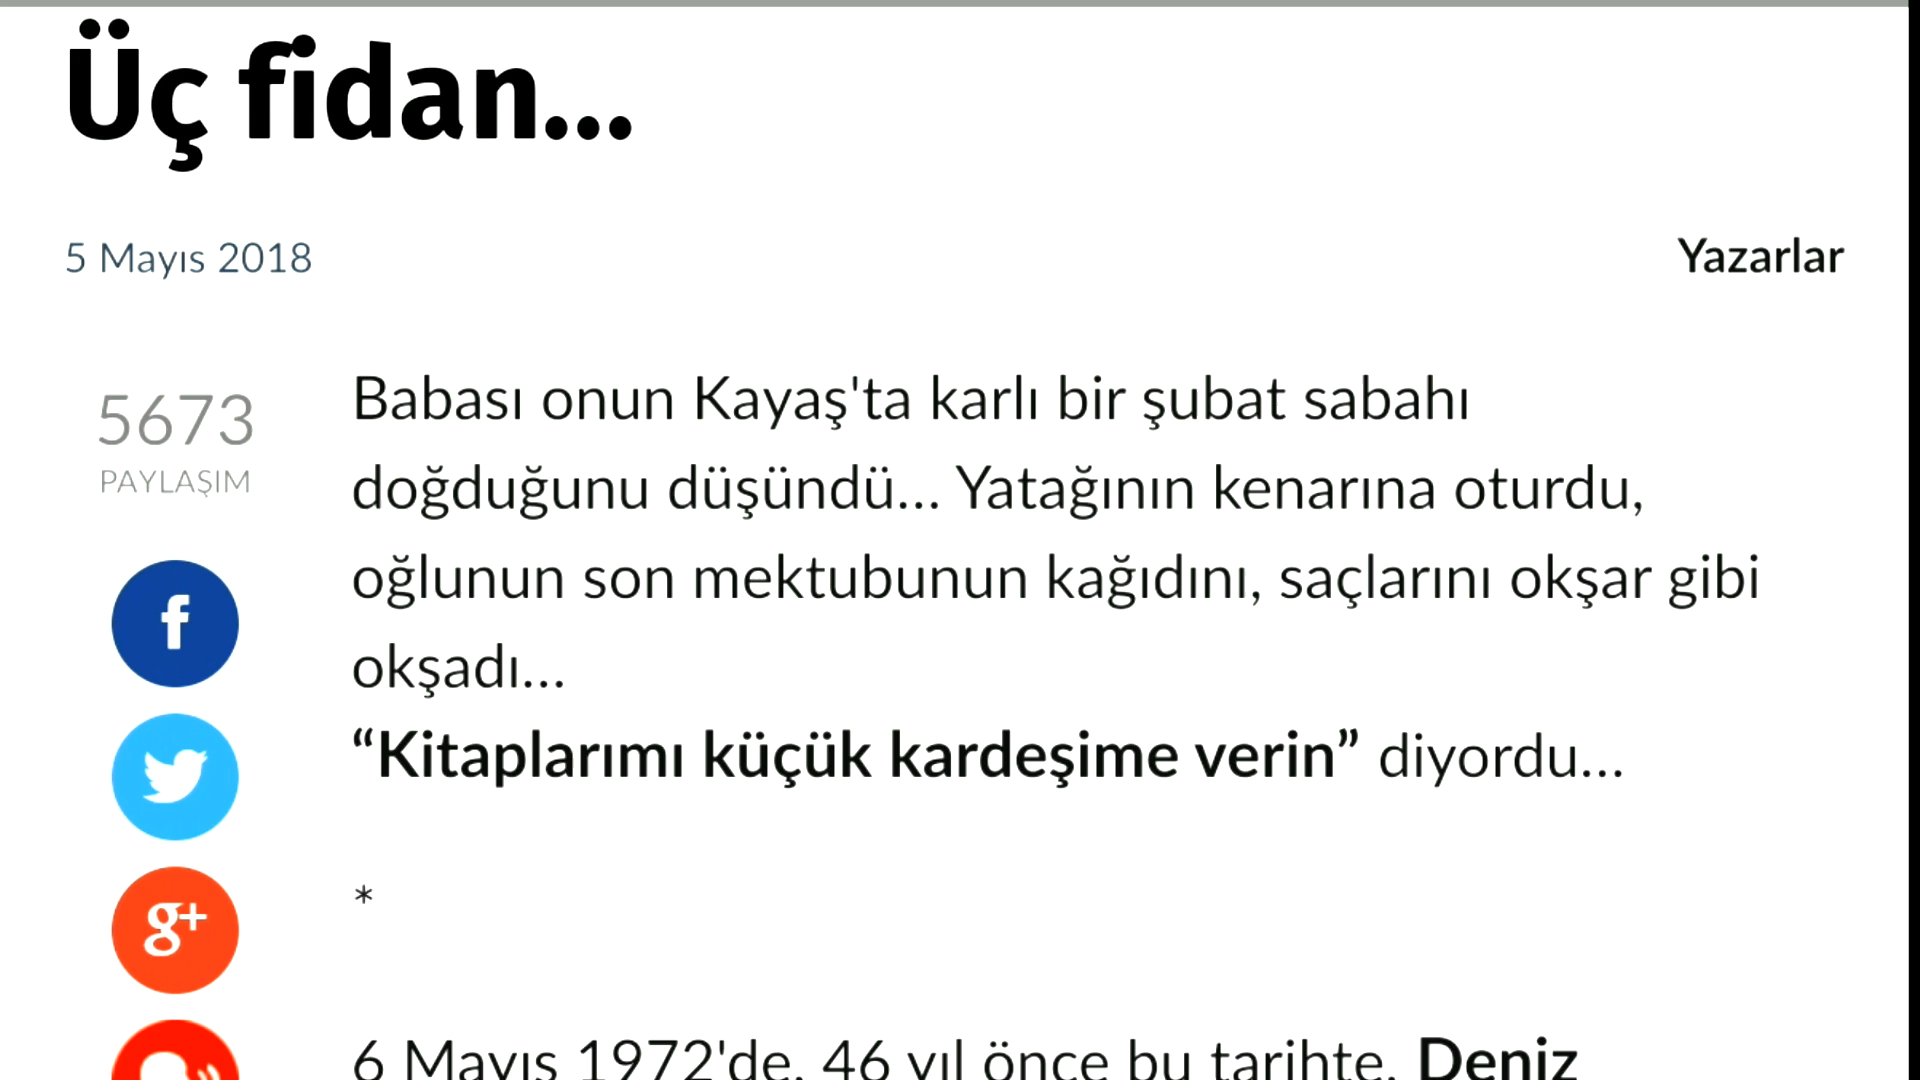 Üç fidan...
5 Mayıs 2018
Yazarlar
5673
PAYLAŞIM
Babası onun Kayaş'ta karlı bir şubat sabahı
doğduğunu düşündü... Yatağının kenarına oturdu,
oğlunun son mektubunun kağıdını, saçlarını okşar gibi
okşadı...
“Kitaplarımı küçük kardeşime verin” diyordu...
*
6 Mayıs 1972'de, 46 yıl önce bu tarihte, Deniz
f
g+